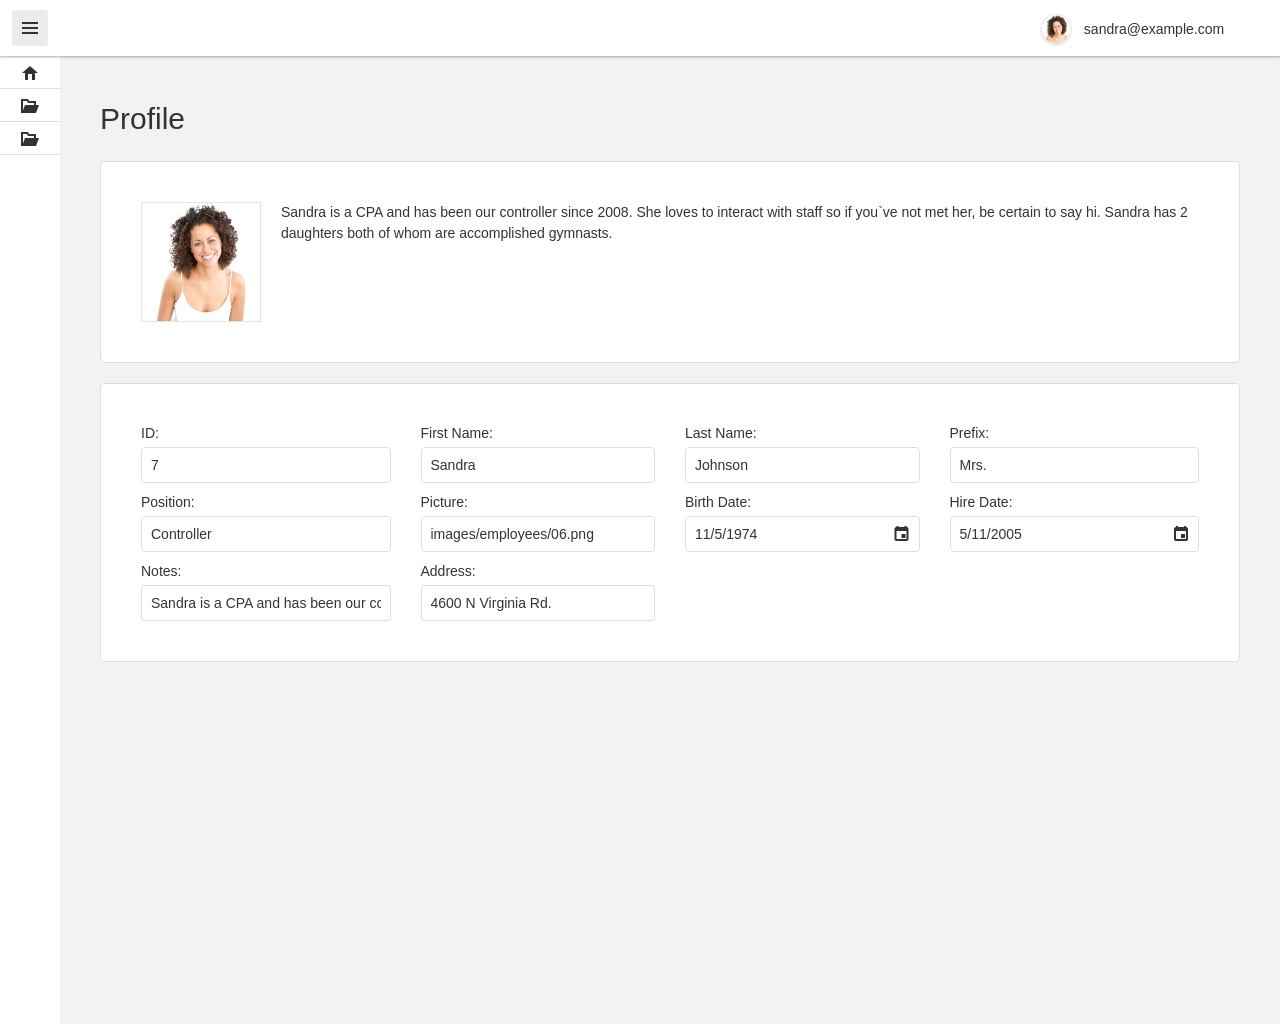 sandra@example.com
Profile
Sandra is a CPA and has been our controller since 2008. She loves to interact with staff so if you`ve not met her, be certain to say hi. Sandra has 2
daughters both of whom are accomplished gymnasts.
ID:
7
First Name:
Sandra
Last Name:
Johnson
Prefix:
Mrs.
Position:
Controller
Picture:
images/employees/06.png
Birth Date:
11/5/1974
Hire Date:
5/11/2005
Notes:
Sandra is a CPA and has been our co
Address:
4600 N Virginia Rd.